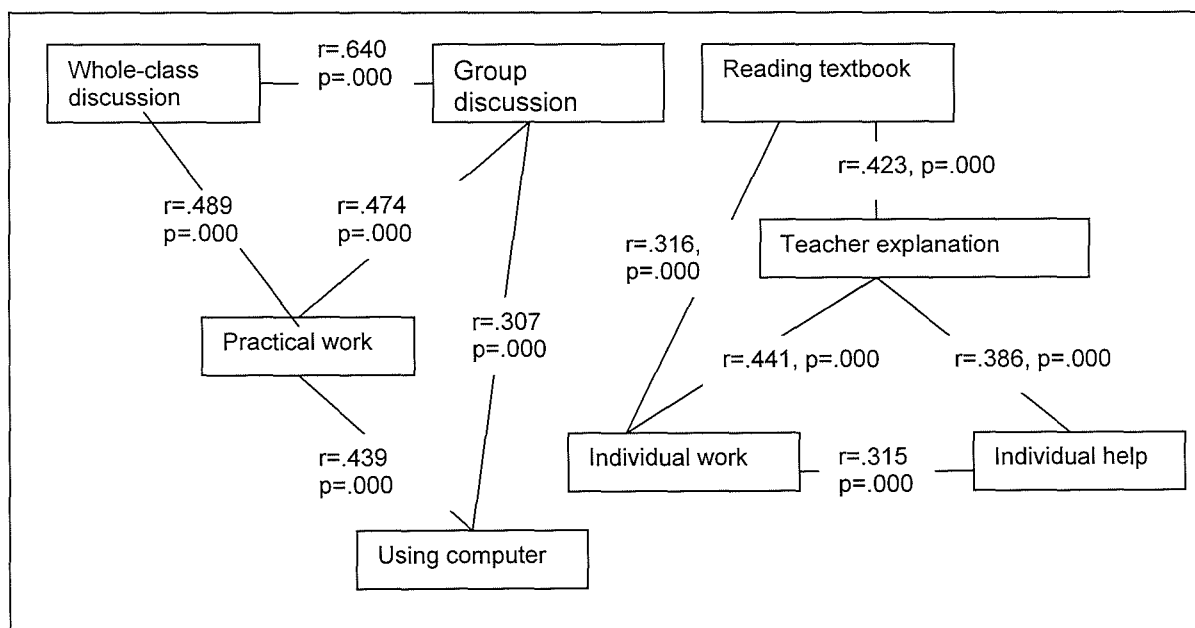 Whole-class
discussion
r=.640
p=.000
Group
discussion
Reading textbook
r=.423, p=.000
r=.489
p=.000
r=.474
p=.000
r=.316,
p=.000
Teacher explanation
Practical work
r=.307
p=.000
r=.441, p=.000
r=.386, p=.000
r=.439
p=.000
Individual work
r=.315
p=.000
Individual help
Using computer